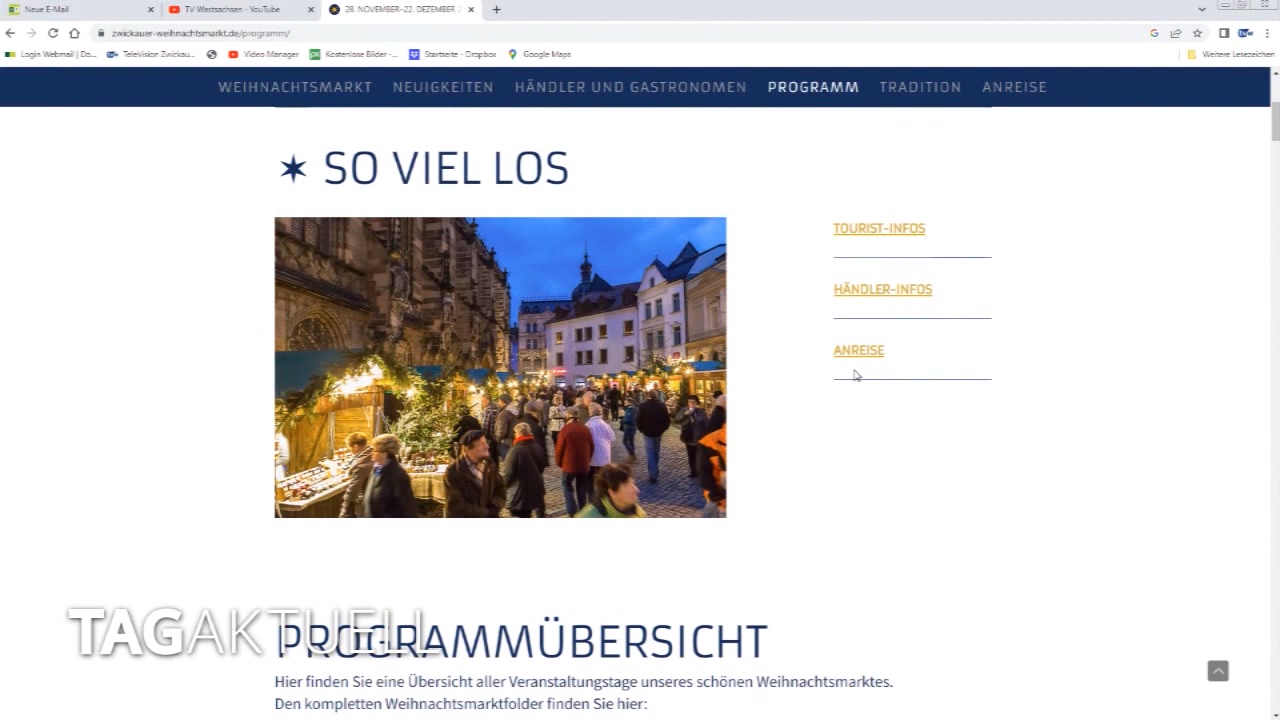 Neue E-Mail
TV Westsachsen - YouTube
28. NOVEMBER–22. DEZEMBER 2
zwickauer-weihnachtsmarkt.de/programm/
Login Webmail | Do...
TeleVision Zwickau...
Video Manager
Kostenlose Bilder -...
Startseite - Dropbox
Google Maps
Weitere Lesezeichen
WEIHNACHTSMARKT NEUIGKEITEN HÄNDLER UND GASTRONOMEN PROGRAMM TRADITION ANREISE
SO VIEL LOS
TOURIST-INFOS
HÄNDLER-INFOS
ANREISE
TAGAKTUELL
PROGRAMMÜBERSICHT
Hier finden Sie eine Übersicht aller Veranstaltungstage unseres schönen Weihnachtsmarktes.
Den kompletten Weihnachtsmarktfolder finden Sie hier: